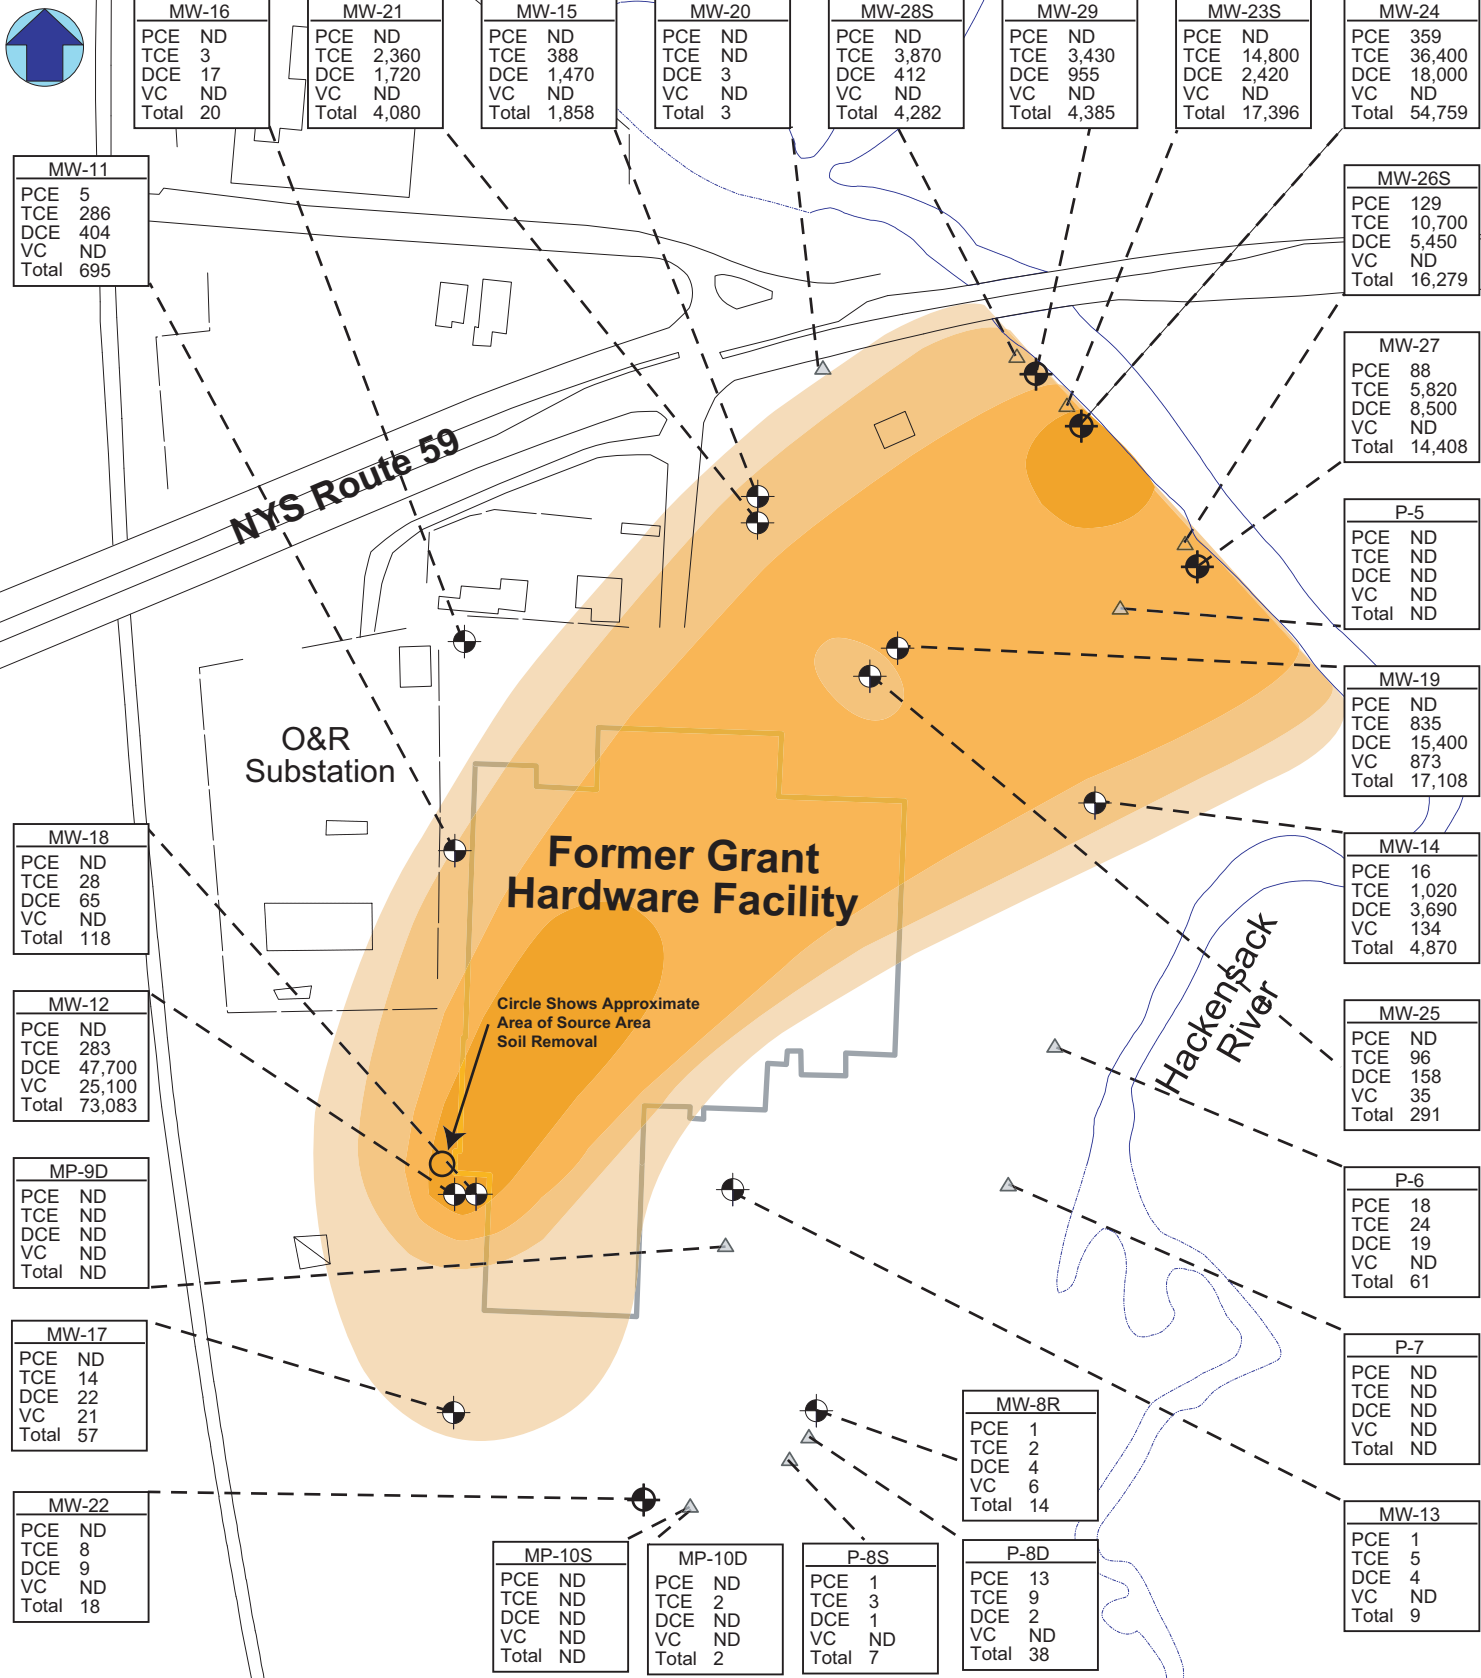 MW-16
PCE ND
TCE 3
DCE 17
VC ND
Total 20
MW-21
PCE ND
TCE 2,360
DCE 1,720
VC ND
Total 4,080
MW-15
PCE ND
TCE 388
DCE 1,470
VC ND
Total 1,858
MW-20
PCE ND
TCE ND
DCE 3
VC ND
Total 3
MW-28S
PCE ND
TCE 3,870
DCE 412
VC ND
Total 4,282
MW-29
PCE ND
TCE 3,430
DCE 955
VC ND
Total 4,385
MW-23S
PCE ND
TCE 14,800
DCE 2,420
VC ND
Total 17,396
MW-24
PCE 359
TCE 36,400
DCE 18,000
VC ND
Total 54,759
MW-11
PCE 5
TCE 286
DCE 404
VC ND
Total 695
MW-26S
PCE 129
TCE 10,700
DCE 5,450
VC ND
Total 16,279
MW-27
PCE 88
TCE 5,820
DCE 8,500
VC ND
Total 14,408
NYS Route 59
P-5
PCE ND
TCE ND
DCE ND
VC ND
Total ND
MW-19
PCE ND
TCE 835
DCE 15,400
VC 873
Total 17,108
O&R
Substation
Former Grant
Hardware Facility
MW-18
PCE ND
TCE 28
DCE 65
VC ND
Total 118
MW-14
PCE 16
TCE 1,020
DCE 3,690
VC 134
Total 4,870
Hackensack
River
Circle Shows Approximate
Area of Source Area
Soil Removal
MW-12
PCE ND
TCE 283
DCE 47,700
VC 25,100
Total 73,083
MW-25
PCE ND
TCE 96
DCE 158
VC 35
Total 291
MP-9D
PCE ND
TCE ND
DCE ND
VC ND
Total ND
P-6
PCE 18
TCE 24
DCE 19
VC ND
Total 61
MW-17
PCE ND
TCE 14
DCE 22
VC 21
Total 57
P-7
PCE ND
TCE ND
DCE ND
VC ND
Total ND
MW-22
PCE ND
TCE 8
DCE 9
VC ND
Total 18
MP-10S
PCE ND
TCE ND
DCE ND
VC ND
Total ND
MP-10D
PCE ND
TCE 2
DCE ND
VC ND
Total 2
P-8S
PCE 1
TCE 3
DCE 1
VC ND
Total 7
MW-8R
PCE 1
TCE 2
DCE 4
VC 6
Total 14
P-8D
PCE 13
TCE 9
DCE 2
VC ND
Total 38
MW-13
PCE 1
TCE 5
DCE 4
VC ND
Total 9